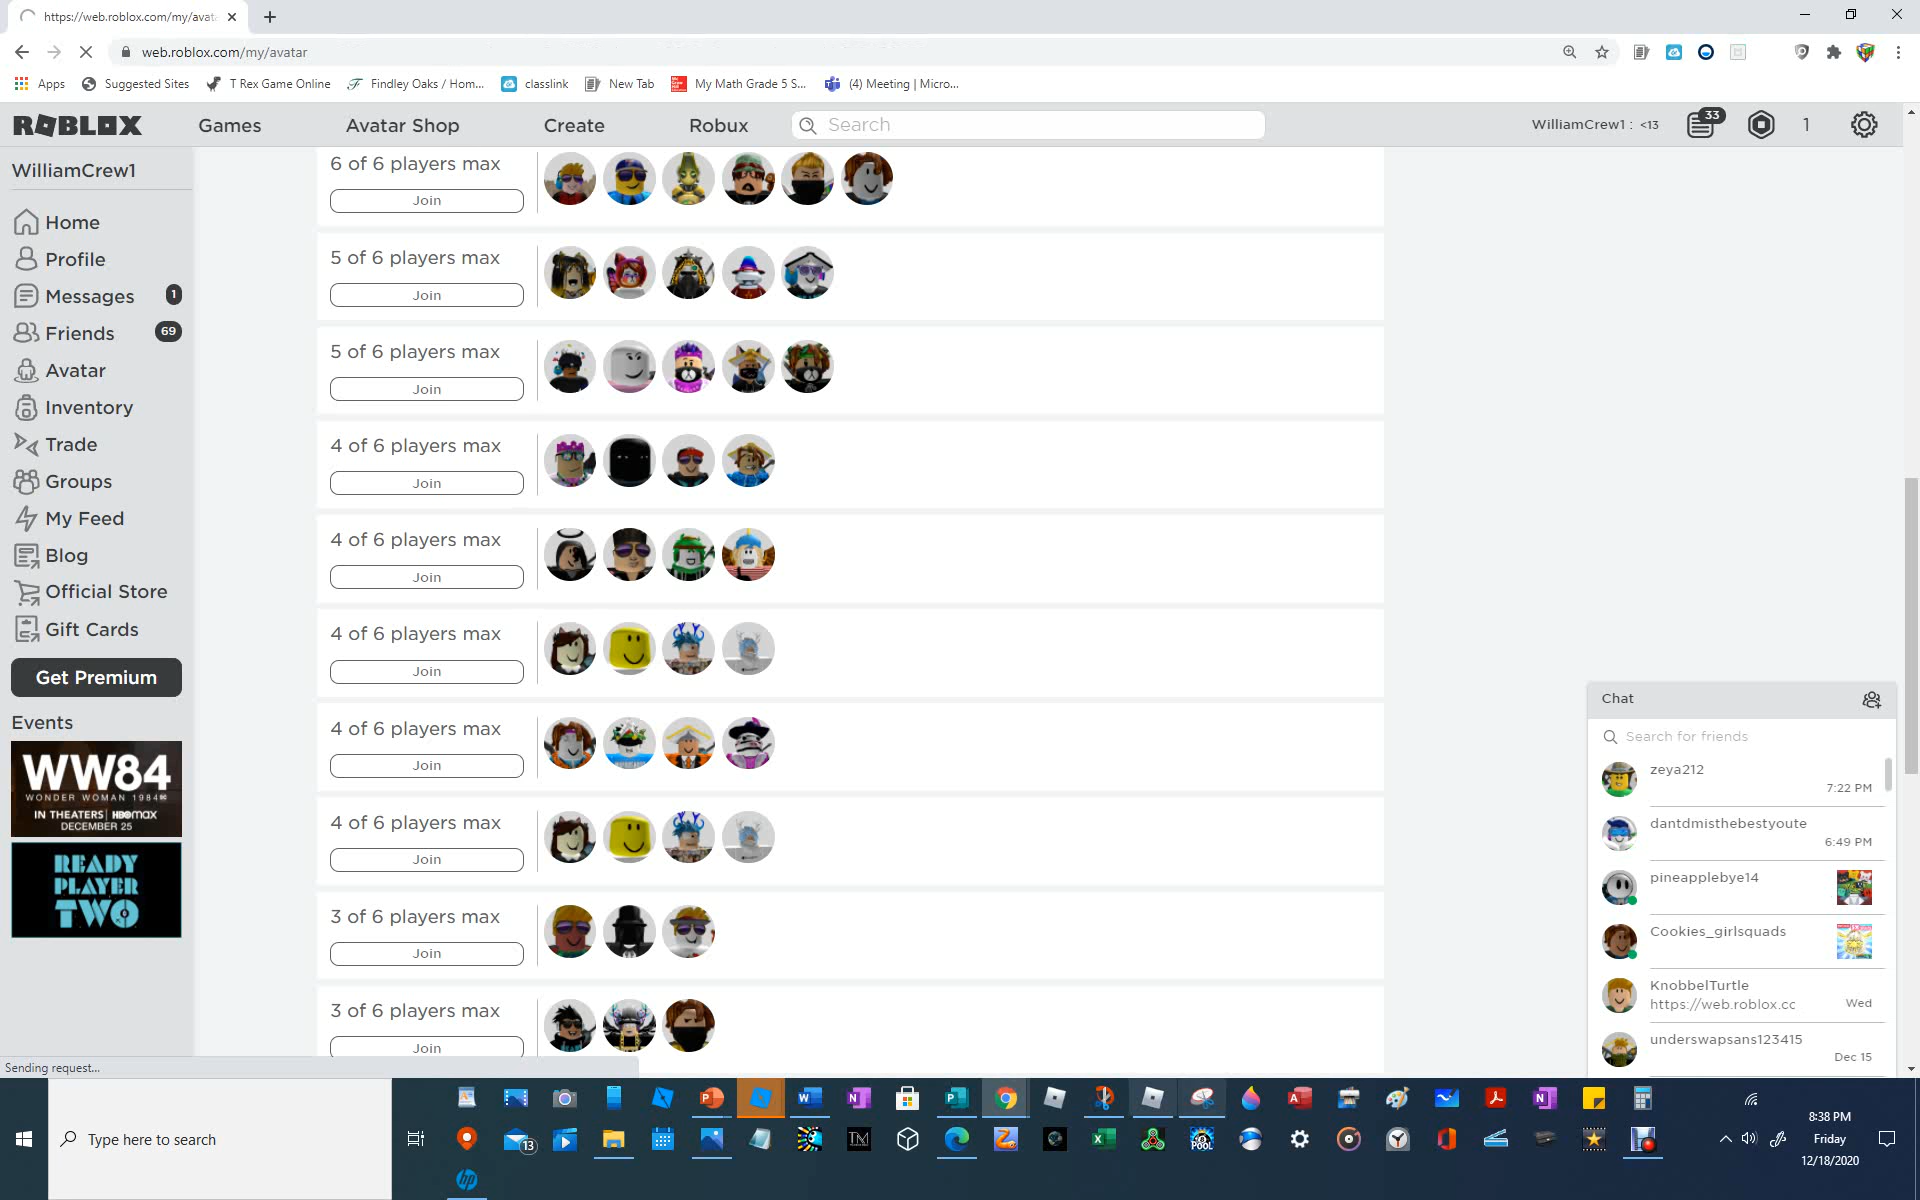 https://web.roblox.com/my/avat
web.roblox.com/my/avatar
Apps
Suggested Sites
T Rex Game Online
Findley Oaks / Hom...
classlink
New Tab
My Math Grade 5 S...
(4) Meeting | Micro...
ROBLOX
Games
Avatar Shop
Create
Robux
Search
WilliamCrew1 : <13
33
1
WilliamCrew1
Home
Profile
Messages
1
Friends
69
Avatar
Inventory
Trade
Groups
My Feed
Blog
Official Store
Gift Cards
Get Premium
Events
WW84
WONDER WOMAN 1984
IN THEATERS | HBOmax
DECEMBER 25
READY
PLAYER
TWO
6 of 6 players max
Join
5 of 6 players max
Join
5 of 6 players max
Join
4 of 6 players max
Join
4 of 6 players max
Join
4 of 6 players max
Join
4 of 6 players max
Join
4 of 6 players max
Join
3 of 6 players max
Join
3 of 6 players max
Join
Chat
Search for friends
zeya212
7:22 PM
dantdmisthebestyoute
6:49 PM
pineapplebye14
Cookies_girlsquads
KnobbelTurtle
https://web.roblox.cc
Wed
underswapsans123415
Dec 15
Sending request...
Type here to search
13
POOL
8:38 PM
Friday
12/18/2020